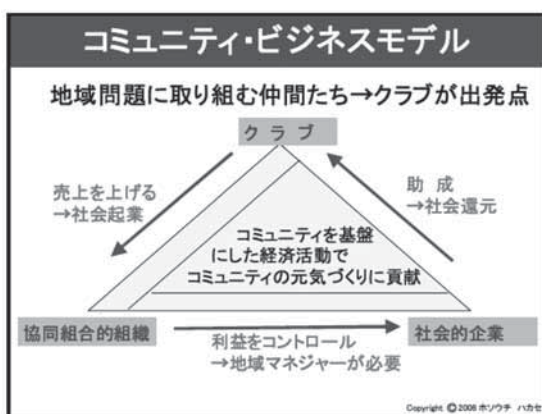 コミュニティ・ビジネスモデル
地域問題に取り組む仲間たち→クラブが出発点
クラブ
売上を上げる
→社会起業
助成
→社会還元
コミュニティを基盤
にした経済活動で
コミュニティの元気づくりに貢献
協同組合的組織
利益をコントロール
→地域マネジャーが必要
社会的企業
Copyright ©2006 ホソウチ ハカセ